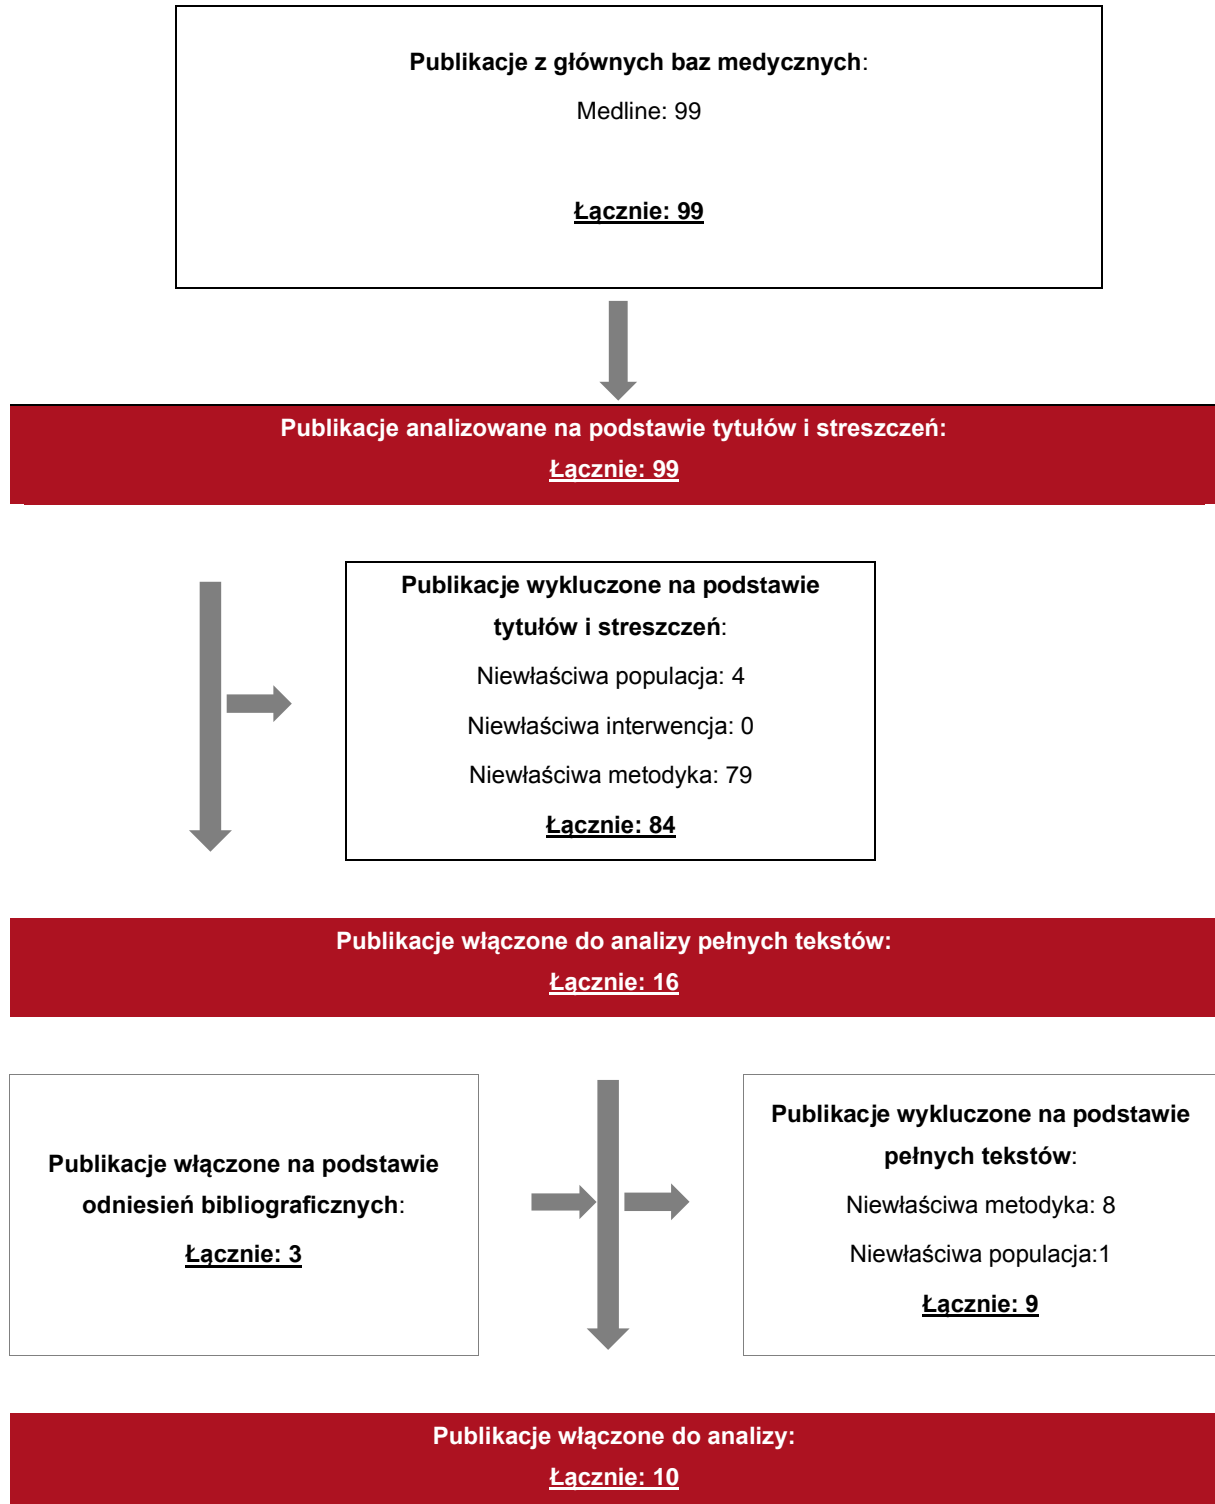 Publikacje z głównych baz medycznych:
Medline: 99
Łącznie: 99
Publikacje analizowane na podstawie tytułów i streszczeń:
Łącznie: 99
Publikacje wykluczone na podstawie
tytułów i streszczeń:
Niewłaściwa populacja: 4
Niewłaściwa interwencja: 0
Niewłaściwa metodyka: 79
Łącznie: 84
Publikacje włączone do analizy pełnych tekstów:
Łącznie: 16
Publikacje włączone na podstawie
odniesień bibliograficznych:
Łącznie: 3
Publikacje wykluczone na podstawie
pełnych tekstów:
Niewłaściwa metodyka: 8
Niewłaściwa populacja:1
Łącznie: 9
Publikacje włączone do analizy:
Łącznie: 10